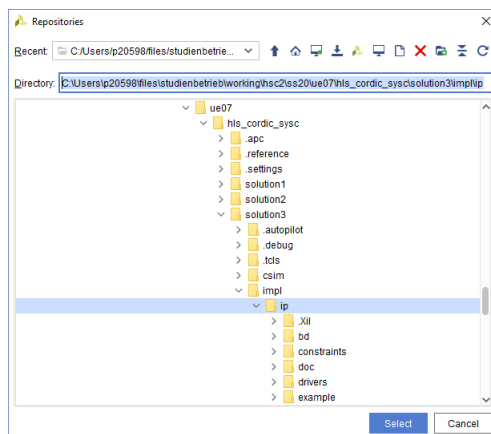 Repositories
Recent: C:/Users/p20598/files/studienbetrie...
Directory: C:\Users\p20598\files\studienbetrieb\working\hsc2\ss20\ue07\hls_cordic_sysc\solution3\impl\ip
ue07
hls_cordic_sysc
.apc
.reference
.settings
solution1
solution2
solution3
.autopilot
.debug
.tcls
csim
impl
ip
.Xil
bd
constraints
doc
drivers
example
Select Cancel